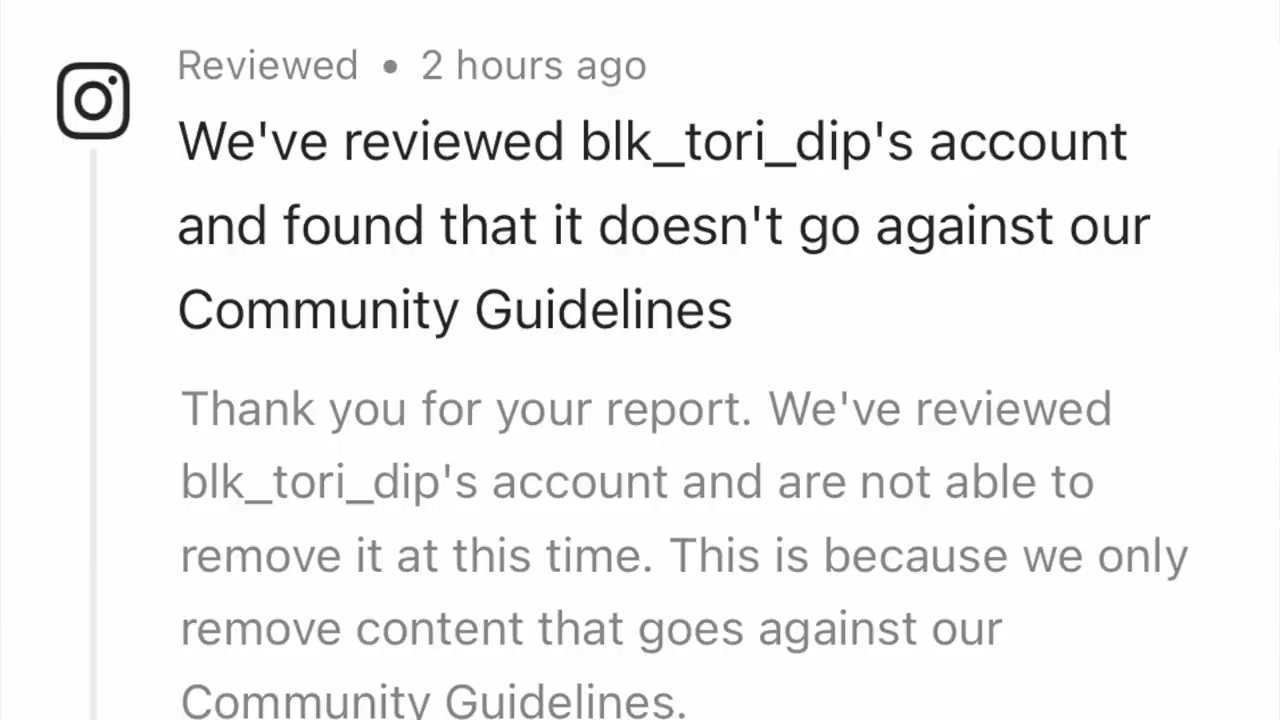 Reviewed • 2 hours ago
We've reviewed blk_tori_dip's account
and found that it doesn't go against our
Community Guidelines
Thank you for your report. We've reviewed
blk_tori_dip's account and are not able to
remove it at this time. This is because we only
remove content that goes against our
Community Guidelines.